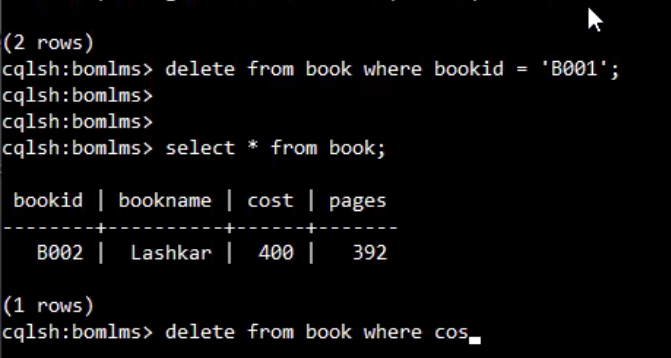 (2 rows)
cqlsh:bomlms> delete from book where bookid = 'B001';
cqlsh:bomlms>
cqlsh:bomlms>
cqlsh:bomlms> select * from book;
bookid | bookname | cost | pages
--------+----------+------+-------
B002 | Lashkar | 400 | 392
(1 rows)
cqlsh:bomlms> delete from book where cos_